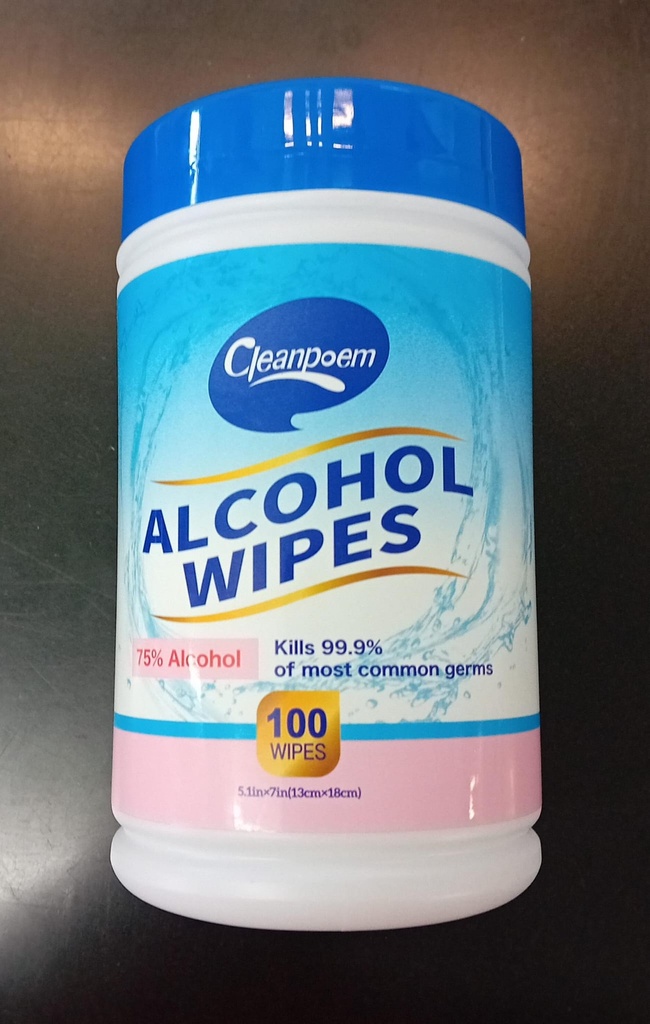 Cleanpoem
ALCOHOL
WIPES
75% Alcohol
Kills 99.9%
of most common germs
100
WIPES
5.1in×7in(13cm×18cm)